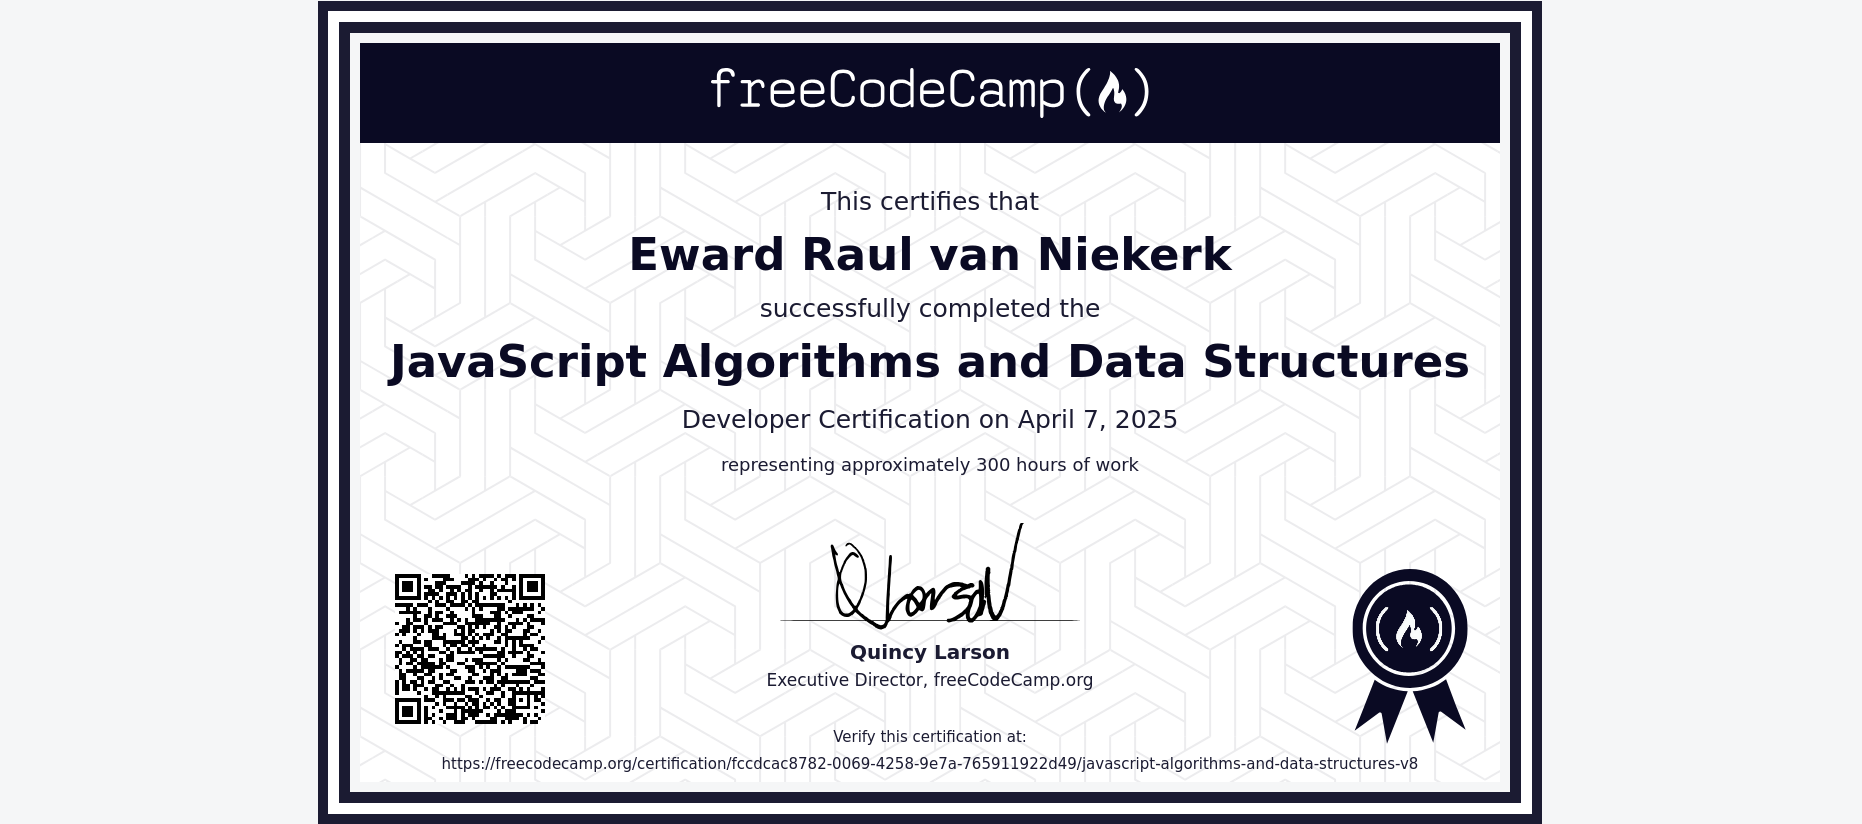 freeCodeCamp
This certifies that
Eward Raul van Niekerk
successfully completed the
JavaScript Algorithms and Data Structures
Developer Certification on April 7, 2025
representing approximately 300 hours of work
Quincy Larson
Executive Director, freeCodeCamp.org
Verify this certification at:
https://freecodecamp.org/certification/fccdcac8782-0069-4258-9e7a-765911922d49/javascript-algorithms-and-data-structures-v8